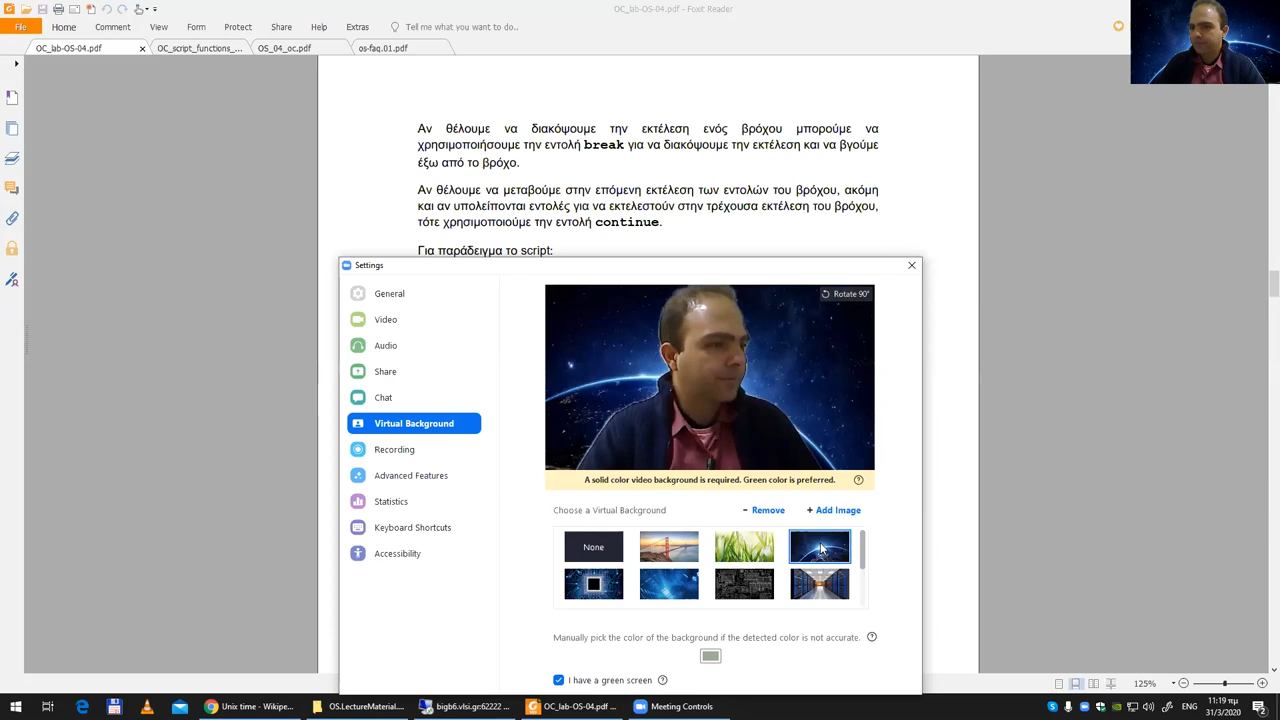 OC_lab-OS-04.pdf - Foxit Reader
File Home Comment View Form Protect Share Help Extras Tell me what you want to do..
OC_lab-OS-04.pdf OC_script_functions_... OS_04_oc.pdf os-faq.01.pdf
Αν θέλουμε να διακόψουμε την εκτέλεση ενός βρόχου μπορούμε να
χρησιμοποιήσουμε την εντολή break για να διακόψουμε την εκτέλεση και να βγούμε
έξω από το βρόχο.
Αν θέλουμε να μεταβούμε στην επόμενη εκτέλεση των εντολών του βρόχου, ακόμη
και αν υπολείπονται εντολές για να εκτελεστούν στην τρέχουσα εκτέλεση του βρόχου,
τότε χρησιμοποιούμε την εντολή continue.
Για παράδειγμα το script:
Settings
General
Video
Audio
Share
Chat
Virtual Background
Recording
Advanced Features
Statistics
Keyboard Shortcuts
Accessibility
Rotate 90°
A solid color video background is required. Green color is preferred.
Choose a Virtual Background - Remove + Add Image
None
Manually pick the color of the background if the detected color is not accurate.
I have a green screen
125%
Unix time - Wikipe... OS.LectureMaterial... bigb6.vlsi.gr:62222 ... OC_lab-OS-04.pdf ... Meeting Controls
11:19 πμ
31/3/2020